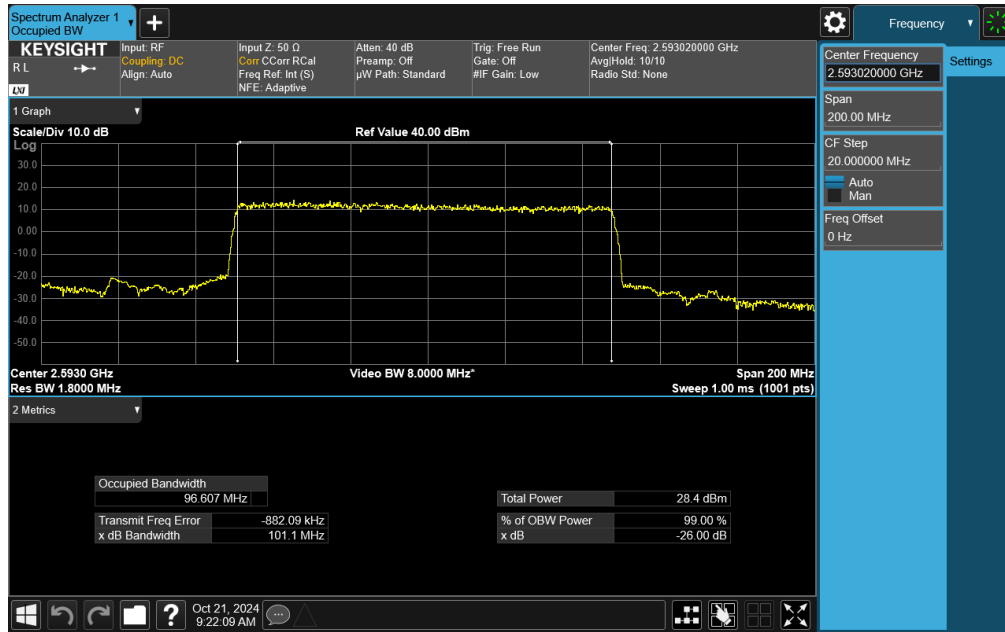 Spectrum Analyzer 1
Occupied BW
Frequency
KEYSIGHT
R L
LXI
Input: RF
Coupling: DC
Align: Auto
Input Z: 50 Ω
Corr CCorr RCal
Freq Ref: Int (S)
NFE: Adaptive
Atten: 40 dB
Preamp: Off
µW Path: Standard
Trig: Free Run
Gate: Off
#IF Gain: Low
Center Freq: 2.593020000 GHz
Avg|Hold: 10/10
Radio Std: None
Center Frequency
2.593020000 GHz
Settings
Span
200.00 MHz
CF Step
20.000000 MHz
Auto
Man
Freq Offset
0 Hz
1 Graph
Scale/Div 10.0 dB
Ref Value 40.00 dBm
Log
30.0
20.0
10.0
0.00
-10.0
-20.0
-30.0
-40.0
-50.0
Center 2.5930 GHz
Video BW 8.0000 MHz*
Span 200 MHz
Res BW 1.8000 MHz
Sweep 1.00 ms (1001 pts)
2 Metrics
Occupied Bandwidth
96.607 MHz
Total Power 28.4 dBm
Transmit Freq Error -882.09 kHz
% of OBW Power 99.00 %
x dB Bandwidth 101.1 MHz
x dB -26.00 dB
?
Oct 21, 2024
9:22:09 AM